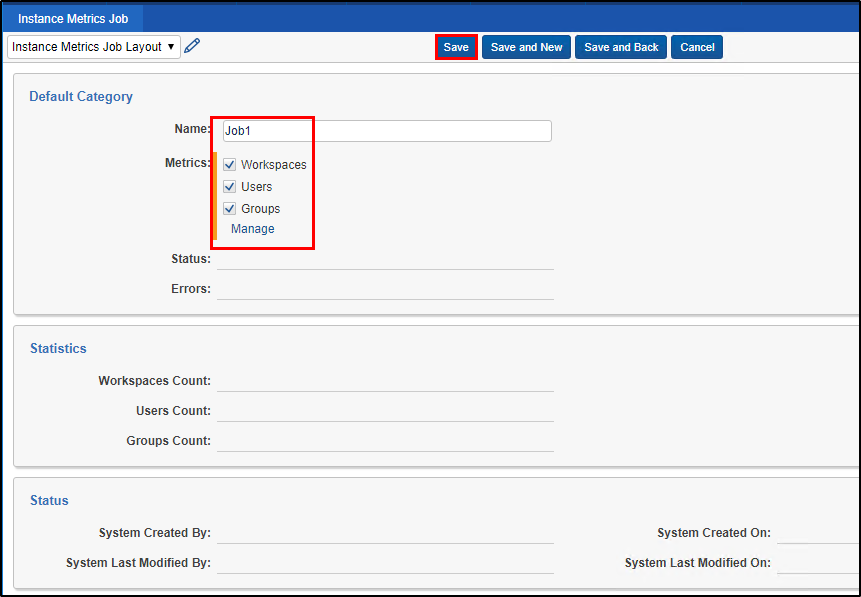 Instance Metrics Job
Instance Metrics Job Layout ▼ Save Save and New Save and Back Cancel
Default Category
Name: Job1
Metrics: Workspaces
Users
Groups
Manage
Status:
Errors:
Statistics
Workspaces Count:
Users Count:
Groups Count:
Status
System Created By: System Created On:
System Last Modified By: System Last Modified On: